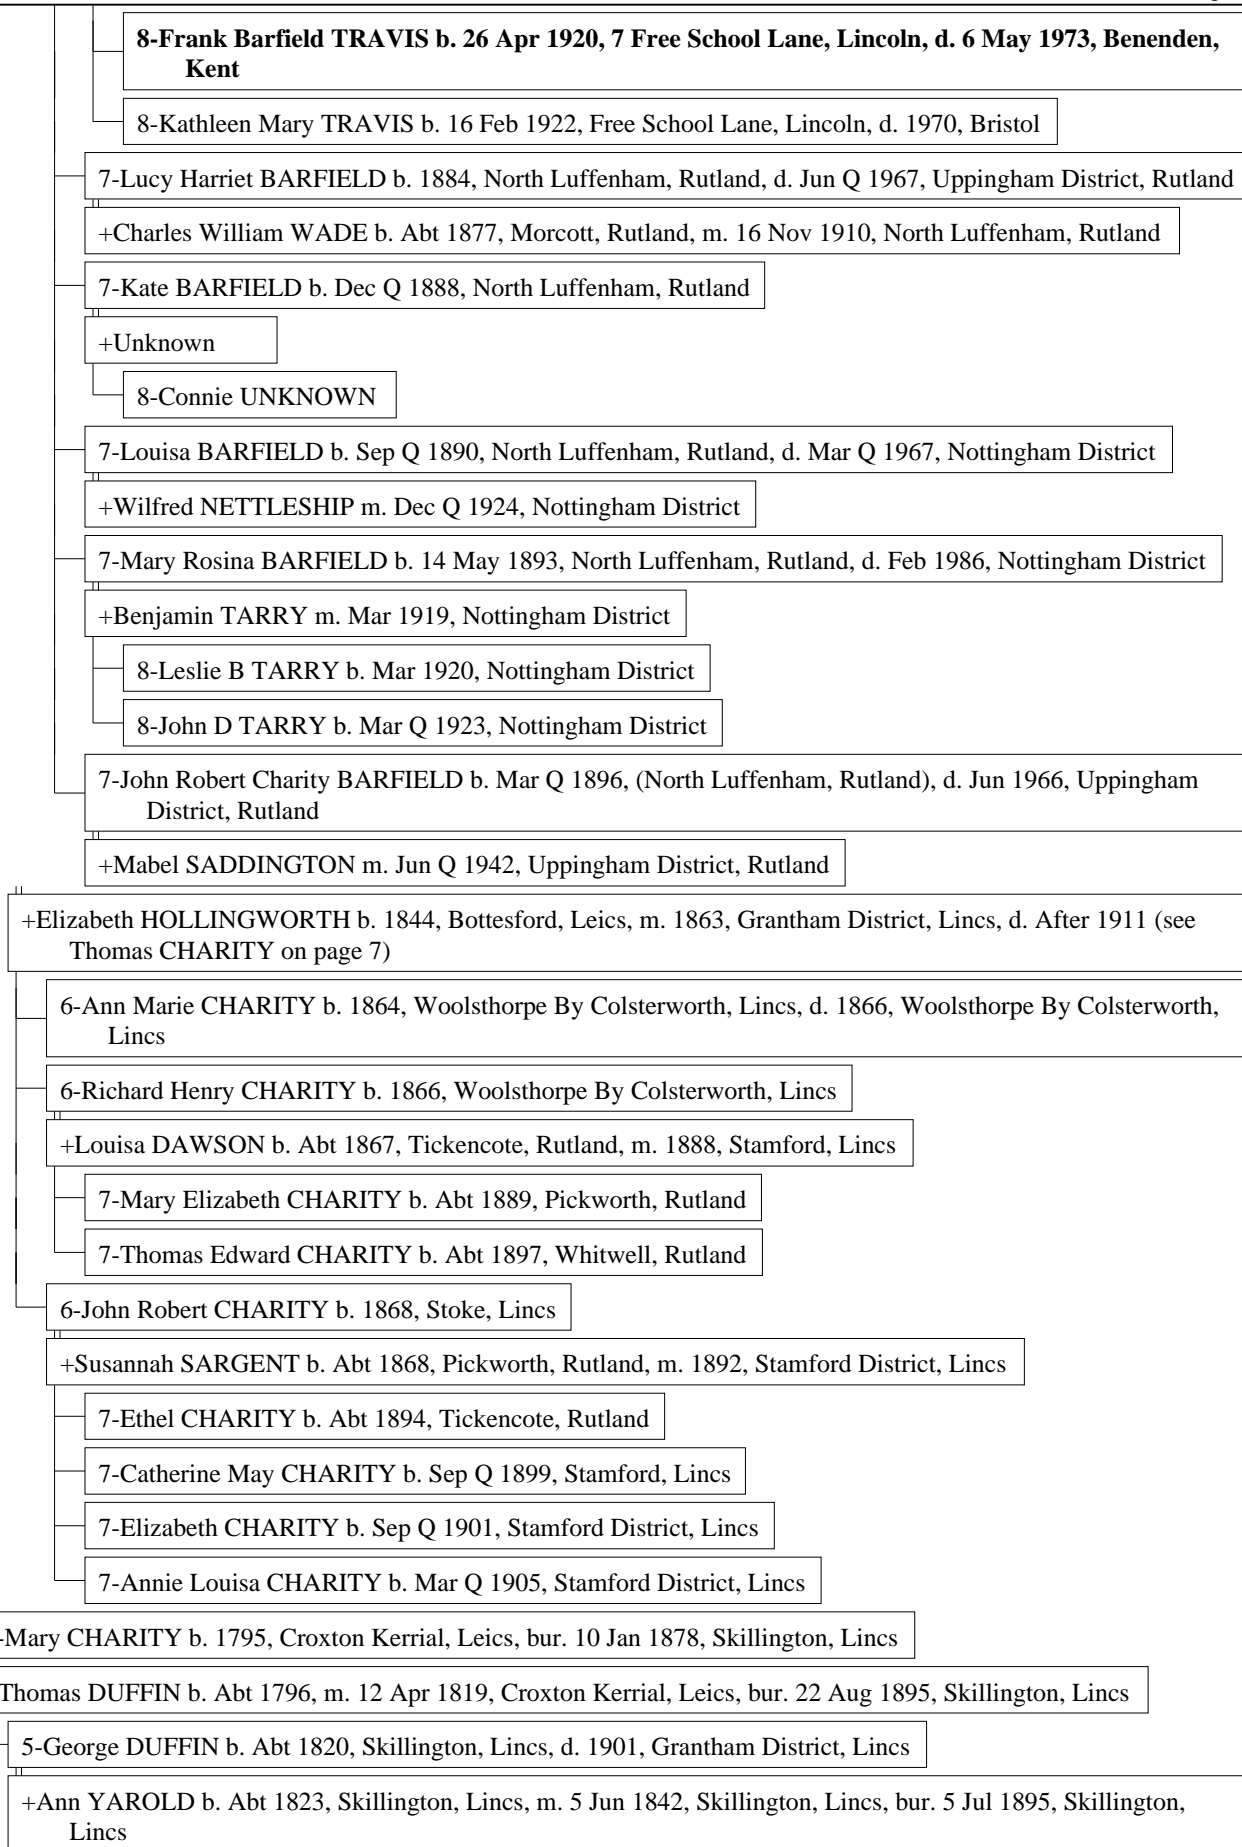 8-Frank Barfield TRAVIS b. 26 Apr 1920, 7 Free School Lane, Lincoln, d. 6 May 1973, Benenden,
Kent
8-Kathleen Mary TRAVIS b. 16 Feb 1922, Free School Lane, Lincoln, d. 1970, Bristol
7-Lucy Harriet BARFIELD b. 1884, North Luffenham, Rutland, d. Jun Q 1967, Uppingham District, Rutland
+Charles William WADE b. Abt 1877, Morcott, Rutland, m. 16 Nov 1910, North Luffenham, Rutland
7-Kate BARFIELD b. Dec Q 1888, North Luffenham, Rutland
+Unknown
8-Connie UNKNOWN
7-Louisa BARFIELD b. Sep Q 1890, North Luffenham, Rutland, d. Mar Q 1967, Nottingham District
+Wilfred NETTLESHIP m. Dec Q 1924, Nottingham District
7-Mary Rosina BARFIELD b. 14 May 1893, North Luffenham, Rutland, d. Feb 1986, Nottingham District
+Benjamin TARRY m. Mar 1919, Nottingham District
8-Leslie B TARRY b. Mar 1920, Nottingham District
8-John D TARRY b. Mar Q 1923, Nottingham District
7-John Robert Charity BARFIELD b. Mar Q 1896, (North Luffenham, Rutland), d. Jun 1966, Uppingham
District, Rutland
+Mabel SADDINGTON m. Jun Q 1942, Uppingham District, Rutland
+Elizabeth HOLLINGWORTH b. 1844, Bottesford, Leics, m. 1863, Grantham District, Lincs, d. After 1911 (see
Thomas CHARITY on page 7)
6-Ann Marie CHARITY b. 1864, Woolsthorpe By Colsterworth, Lincs, d. 1866, Woolsthorpe By Colsterworth,
Lincs
6-Richard Henry CHARITY b. 1866, Woolsthorpe By Colsterworth, Lincs
+Louisa DAWSON b. Abt 1867, Tickencote, Rutland, m. 1888, Stamford, Lincs
7-Mary Elizabeth CHARITY b. Abt 1889, Pickworth, Rutland
7-Thomas Edward CHARITY b. Abt 1897, Whitwell, Rutland
6-John Robert CHARITY b. 1868, Stoke, Lincs
+Susannah SARGENT b. Abt 1868, Pickworth, Rutland, m. 1892, Stamford District, Lincs
7-Ethel CHARITY b. Abt 1894, Tickencote, Rutland
7-Catherine May CHARITY b. Sep Q 1899, Stamford, Lincs
7-Elizabeth CHARITY b. Sep Q 1901, Stamford District, Lincs
7-Annie Louisa CHARITY b. Mar Q 1905, Stamford District, Lincs
-Mary CHARITY b. 1795, Croxton Kerrial, Leics, bur. 10 Jan 1878, Skillington, Lincs
Thomas DUFFIN b. Abt 1796, m. 12 Apr 1819, Croxton Kerrial, Leics, bur. 22 Aug 1895, Skillington, Lincs
5-George DUFFIN b. Abt 1820, Skillington, Lincs, d. 1901, Grantham District, Lincs
+Ann YAROLD b. Abt 1823, Skillington, Lincs, m. 5 Jun 1842, Skillington, Lincs, bur. 5 Jul 1895, Skillington,
Lincs